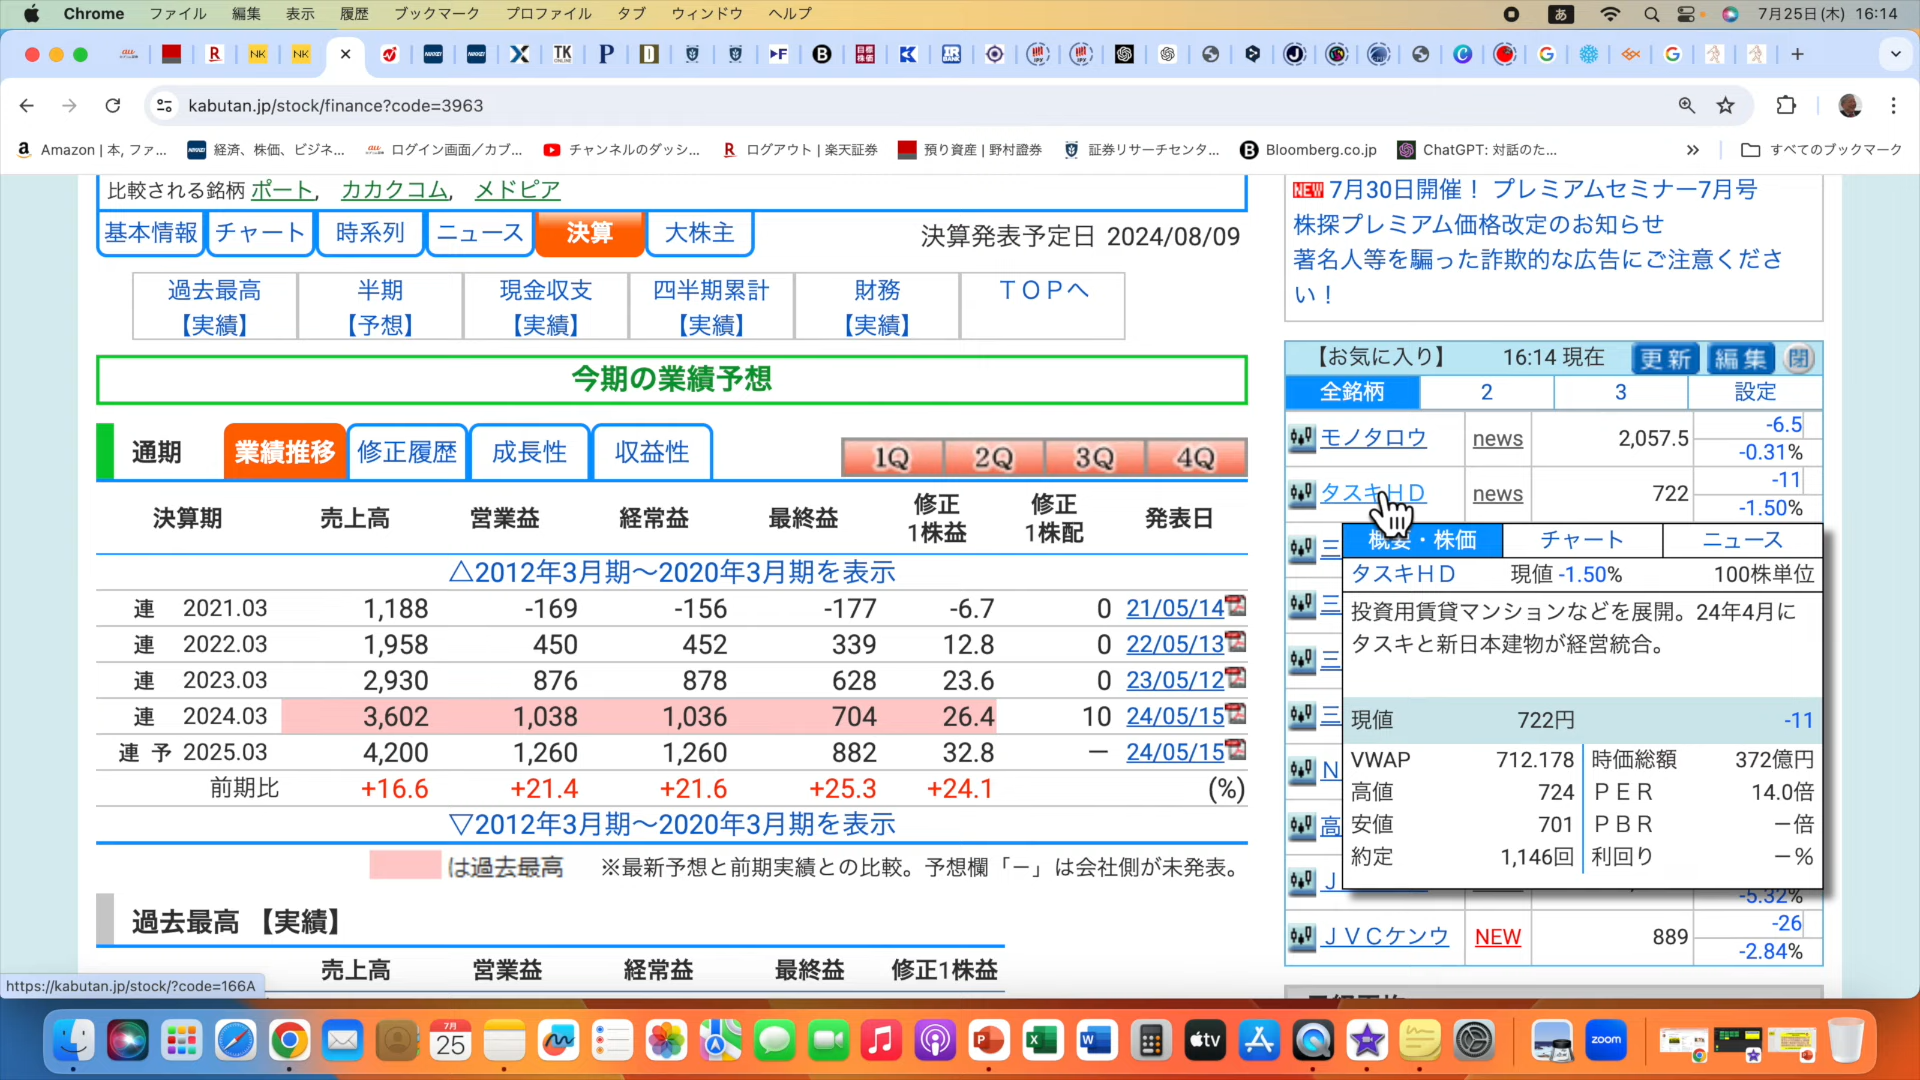 Chrome ファイル 編集 表示 履歴 ブックマーク プロファイル タブ ウィンドウ ヘルプ あ 7月25日(木) 16:14
kabutan.jp/stock/finance?code=3963
Amazon | 本, ファ... 経済、株価、ビジネ... ログイン画面／カブ... チャンネルのダッシ... ログアウト | 楽天証券 預り資産 | 野村證券 証券リサーチセンタ... Bloomberg.co.jp ChatGPT: 対話のた... » すべてのブックマーク
比較される銘柄 ポート, カカクコム, メドピア
基本情報 チャート 時系列 ニュース 決算 大株主
決算発表予定日 2024/08/09
過去最高【実績】 半期【予想】 現金収支【実績】 四半期累計【実績】 財務【実績】 ＴＯＰへ
今期の業績予想
通期 業績推移 修正履歴 成長性 収益性 1Q 2Q 3Q 4Q
決算期 売上高 営業益 経常益 最終益 修正1株益 修正1株配 発表日
△2012年3月期～2020年3月期を表示
連 2021.03 1,188 -169 -156 -177 -6.7 0 21/05/14
連 2022.03 1,958 450 452 339 12.8 0 22/05/13
連 2023.03 2,930 876 878 628 23.6 0 23/05/12
連 2024.03 3,602 1,038 1,036 704 26.4 10 24/05/15
連 予 2025.03 4,200 1,260 1,260 882 32.8 － 24/05/15
前期比 +16.6 +21.4 +21.6 +25.3 +24.1 (%)
▽2012年3月期～2020年3月期を表示
は過去最高 ※最新予想と前期実績との比較。予想欄「－」は会社側が未発表。
過去最高 【実績】
売上高 営業益 経常益 最終益 修正1株益
https://kabutan.jp/stock/?code=166A
NEW 7月30日開催！ プレミアムセミナー7月号
株探プレミアム価格改定のお知らせ
著名人等を騙った詐欺的な広告にご注意くださ
い！
【お気に入り】 16:14 現在 更新 編集 閉
全銘柄 2 3 設定
モノタロウ news 2,057.5 -6.5
-0.31%
タスキＨＤ news 722 -11
-1.50%
概要・株価 チャート ニュース
タスキＨＤ 現値 -1.50% 100株単位
投資用賃貸マンションなどを展開。24年4月に
タスキと新日本建物が経営統合。
現値 722円 -11
VWAP 712.178 時価総額 372億円
高値 724 ＰＥＲ 14.0倍
安値 701 ＰＢＲ －倍
約定 1,146回 利回り －%
三
三
三
三
N
高
J
-5.32%
ＪＶＣケンウ NEW 889 -26
-2.84%
7月
25
zoom